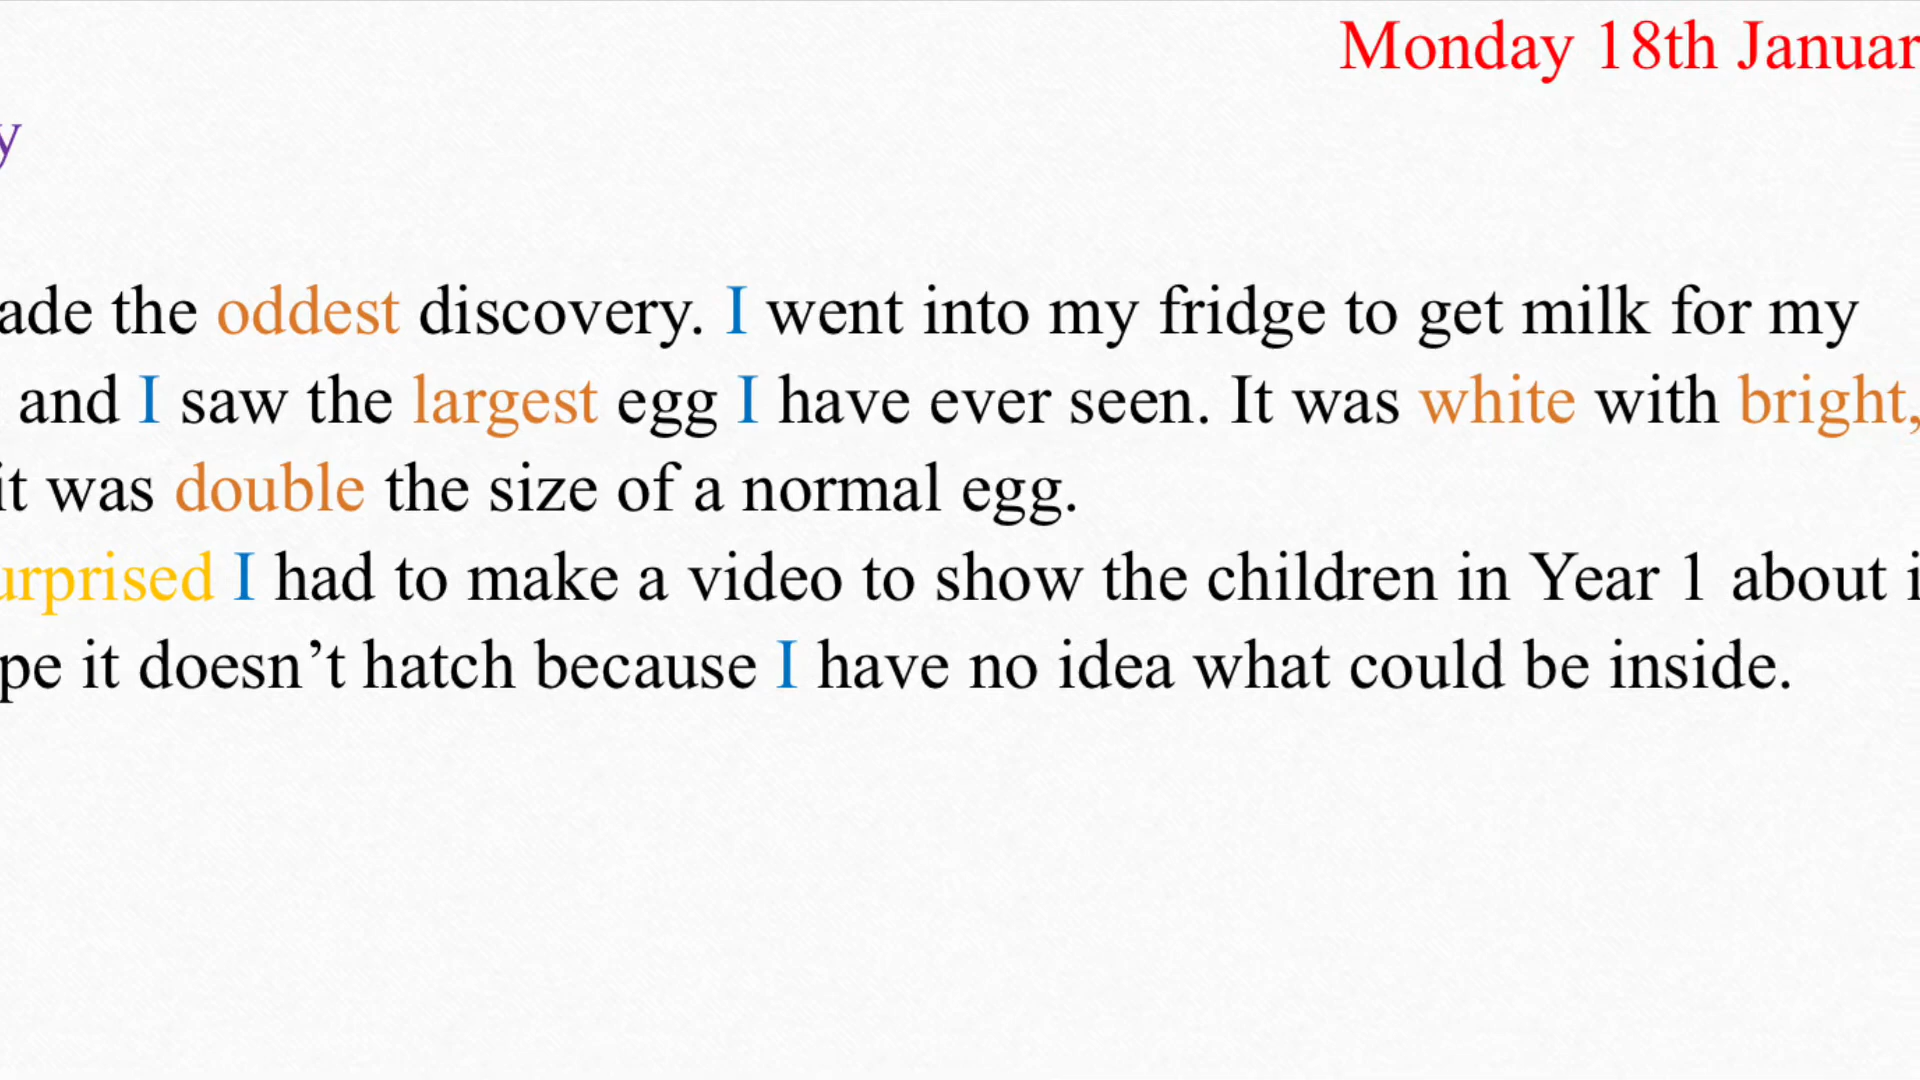 Monday 18th Januar
y
ade the oddest discovery. I went into my fridge to get milk for my
and I saw the largest egg I have ever seen. It was white with bright,
it was double the size of a normal egg.
urprised I had to make a video to show the children in Year 1 about i
pe it doesn’t hatch because I have no idea what could be inside.